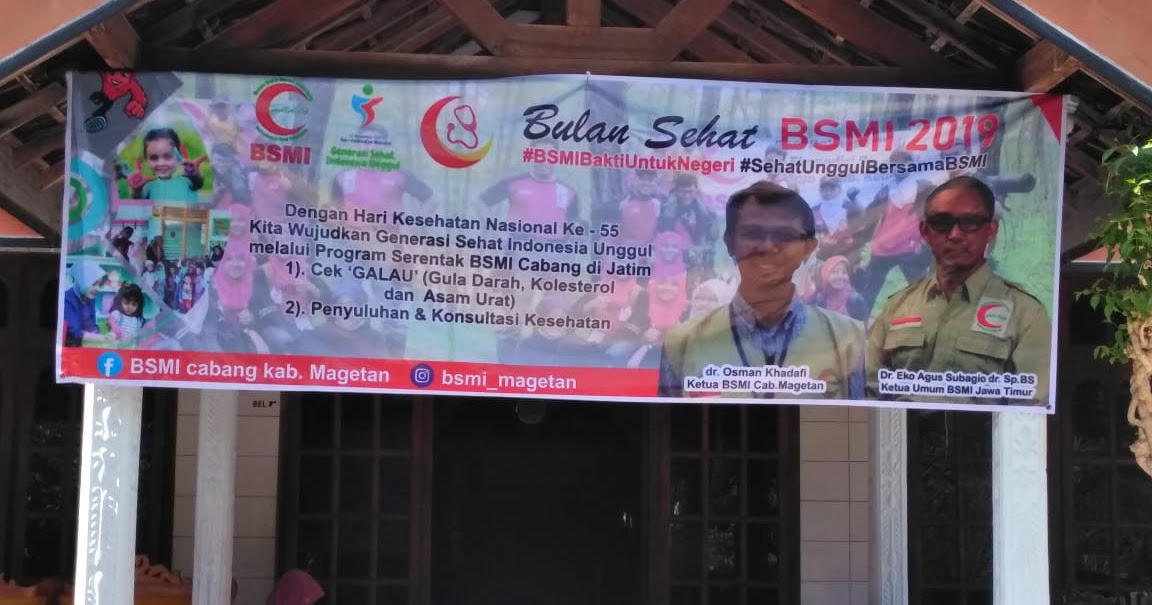 BSMI
Generasi Sehat
Indonesia Unggul
Bulan Sehat BSMI 2019
#BSMIBaktiUntukNegeri #SehatUnggulBersamaBSMI
Dengan Hari Kesehatan Nasional Ke - 55
Kita Wujudkan Generasi Sehat Indonesia Unggul
melalui Program Serentak BSMI Cabang di Jatim
1). Cek ‘GALAU’ (Gula Darah, Kolesterol
dan Asam Urat)
2). Penyuluhan & Konsultasi Kesehatan
BSMI cabang kab. Magetan
bsmi_magetan
dr. Osman Khadafi
Ketua BSMI Cab.Magetan
Dr. Eko Agus Subagio dr. Sp.BS
Ketua Umum BSMI Jawa Timur
BEL